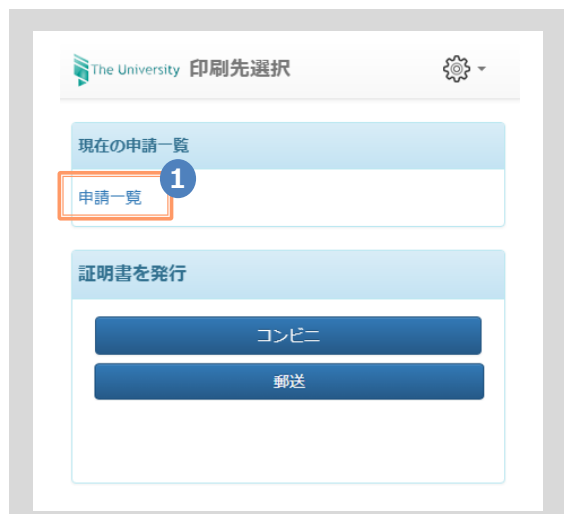 The University 印刷先選択
現在の申請一覧
1
申請一覧
証明書を発行
コンビニ
郵送